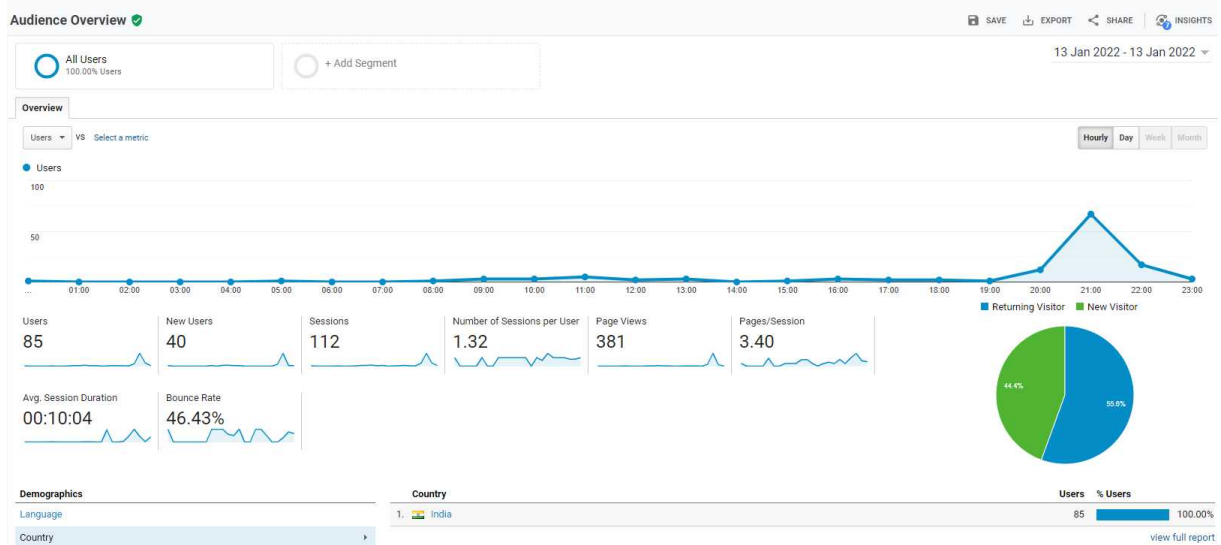 Audience Overview
SAVE EXPORT SHARE INSIGHTS
7
All Users
100.00% Users
+ Add Segment
13 Jan 2022 - 13 Jan 2022
Overview
Users VS Select a metric
Hourly Day Week Month
Users
100
50
... 01:00 02:00 03:00 04:00 05:00 06:00 07:00 08:00 09:00 10:00 11:00 12:00 13:00 14:00 15:00 16:00 17:00 18:00 19:00 20:00 21:00 22:00 23:00
Returning Visitor New Visitor
Users New Users Sessions Number of Sessions per User Page Views Pages/Session
85 40 112 1.32 381 3.40
44.4%
55.6%
Avg. Session Duration Bounce Rate
00:10:04 46.43%
Demographics
Language
Country
Country Users % Users
1. India 85 100.00%
view full report